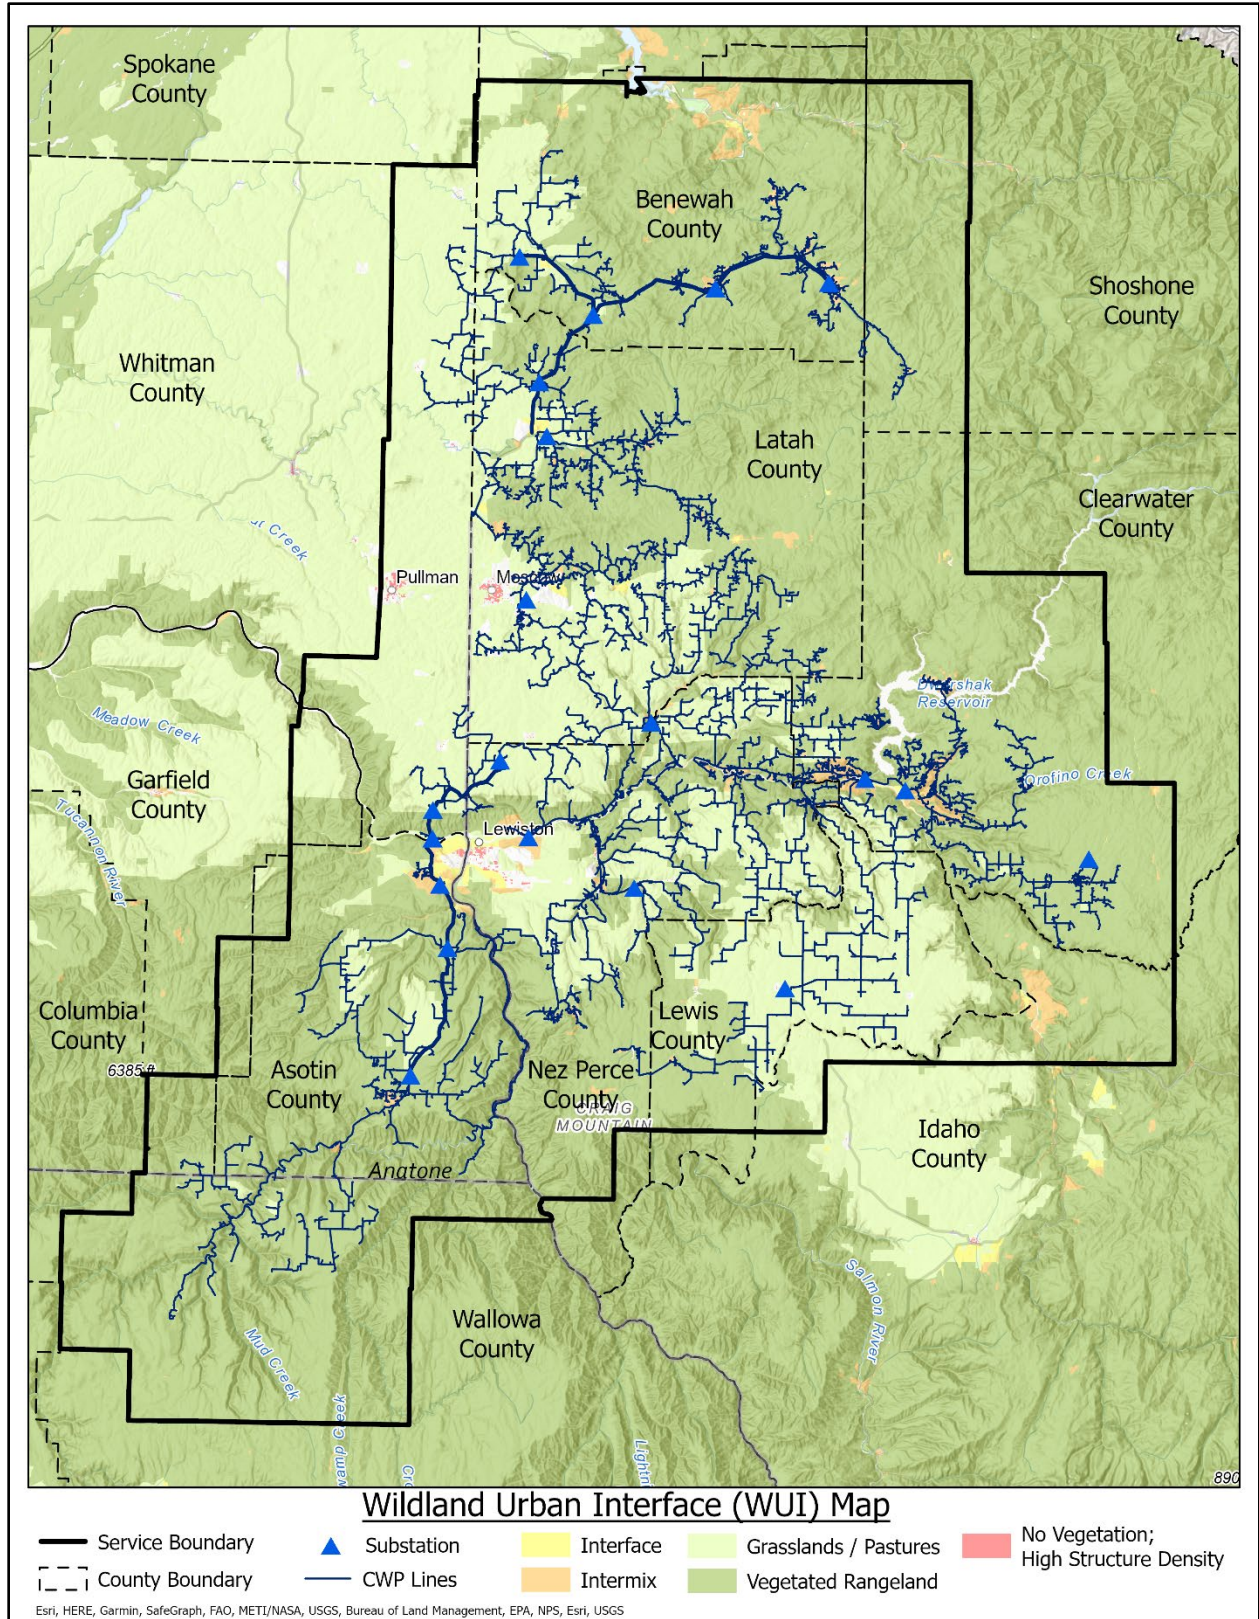 Spokane
County
Benewah
County
Shoshone
County
Whitman
County
Latah
County
Clearwater
County
Creek
Pullman
Moscow
Dworshak
Reservoir
Meadow Creek
Garfield
County
Orofino Creek
Tucannon River
Lewiston
Columbia
County
6385 ft
Asotin
County
Nez Perce
County
CRAIG
MOUNTAIN
Lewis
County
Idaho
County
Anatone
Salmon River
Wallowa
County
Mud Creek
wamp Creek
Cro
Lightni
890
Wildland Urban Interface (WUI) Map
Service Boundary
Substation
Interface
Grasslands / Pastures
No Vegetation;
High Structure Density
County Boundary
CWP Lines
Intermix
Vegetated Rangeland
Esri, HERE, Garmin, SafeGraph, FAO, METI/NASA, USGS, Bureau of Land Management, EPA, NPS, Esri, USGS